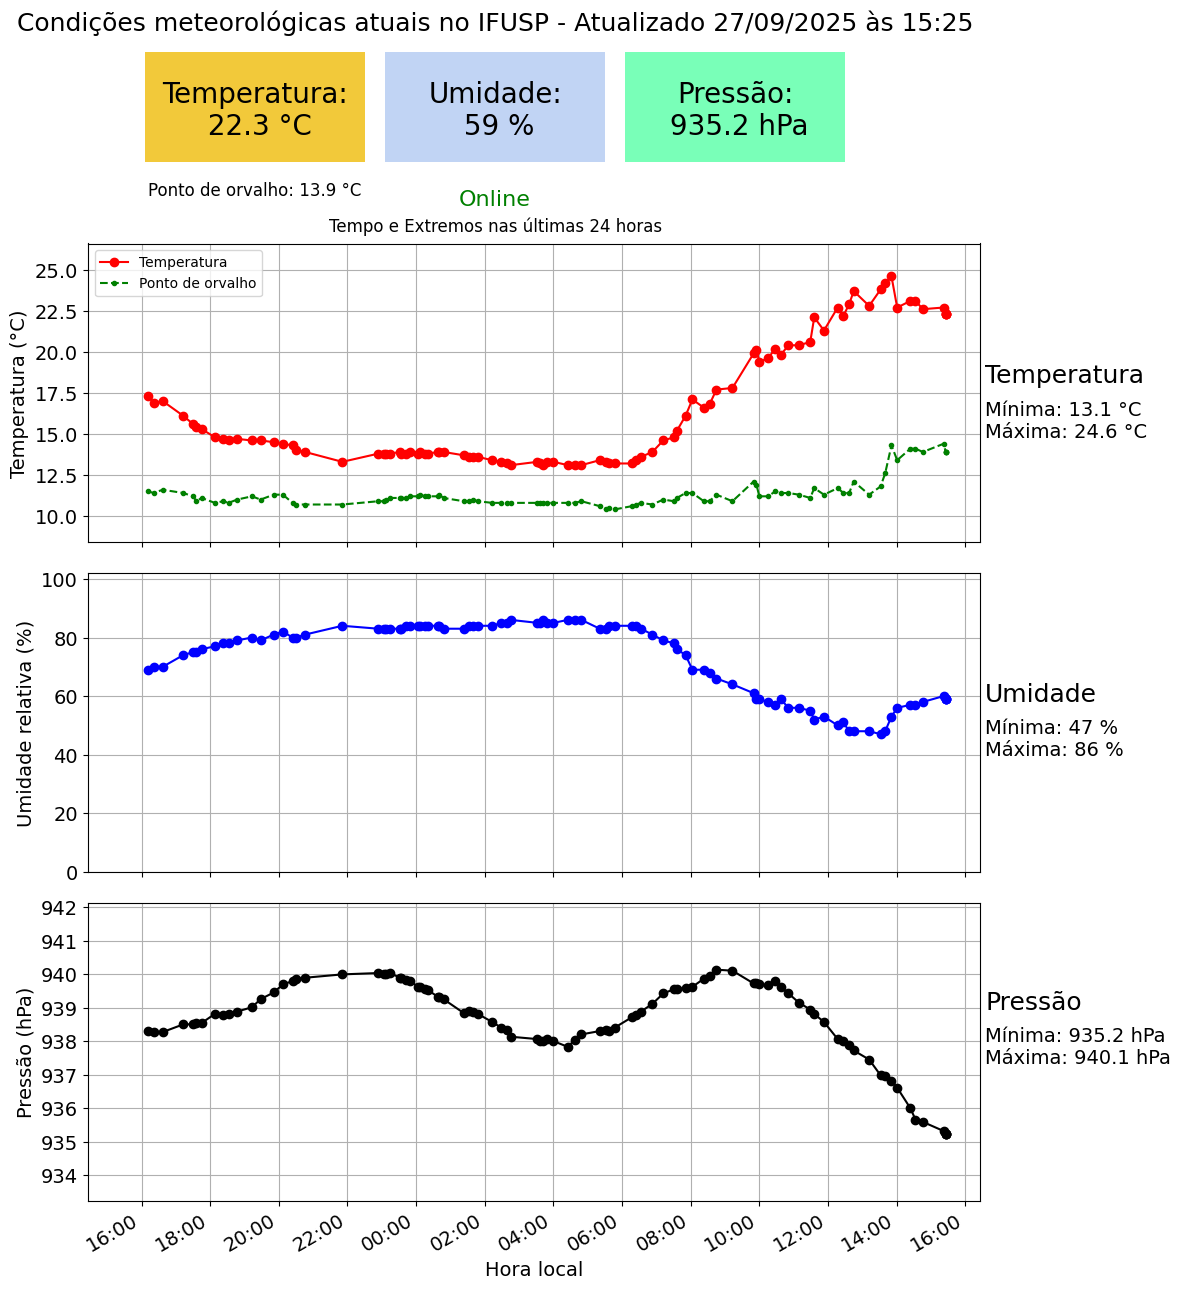 Condições meteorológicas atuais no IFUSP - Atualizado 27/09/2025 às 15:25
Temperatura:
22.3 °C
Umidade:
59 %
Pressão:
935.2 hPa
Ponto de orvalho: 13.9 °C
Online
Tempo e Extremos nas últimas 24 horas
Temperatura
Ponto de orvalho
Temperatura (°C)
25.0
22.5
20.0
17.5
15.0
12.5
10.0
Temperatura
Mínima: 13.1 °C
Máxima: 24.6 °C
Umidade relativa (%)
100
80
60
40
20
0
Umidade
Mínima: 47 %
Máxima: 86 %
Pressão (hPa)
942
941
940
939
938
937
936
935
934
Pressão
Mínima: 935.2 hPa
Máxima: 940.1 hPa
16:00
18:00
20:00
22:00
00:00
02:00
04:00
06:00
08:00
10:00
12:00
14:00
16:00
Hora local